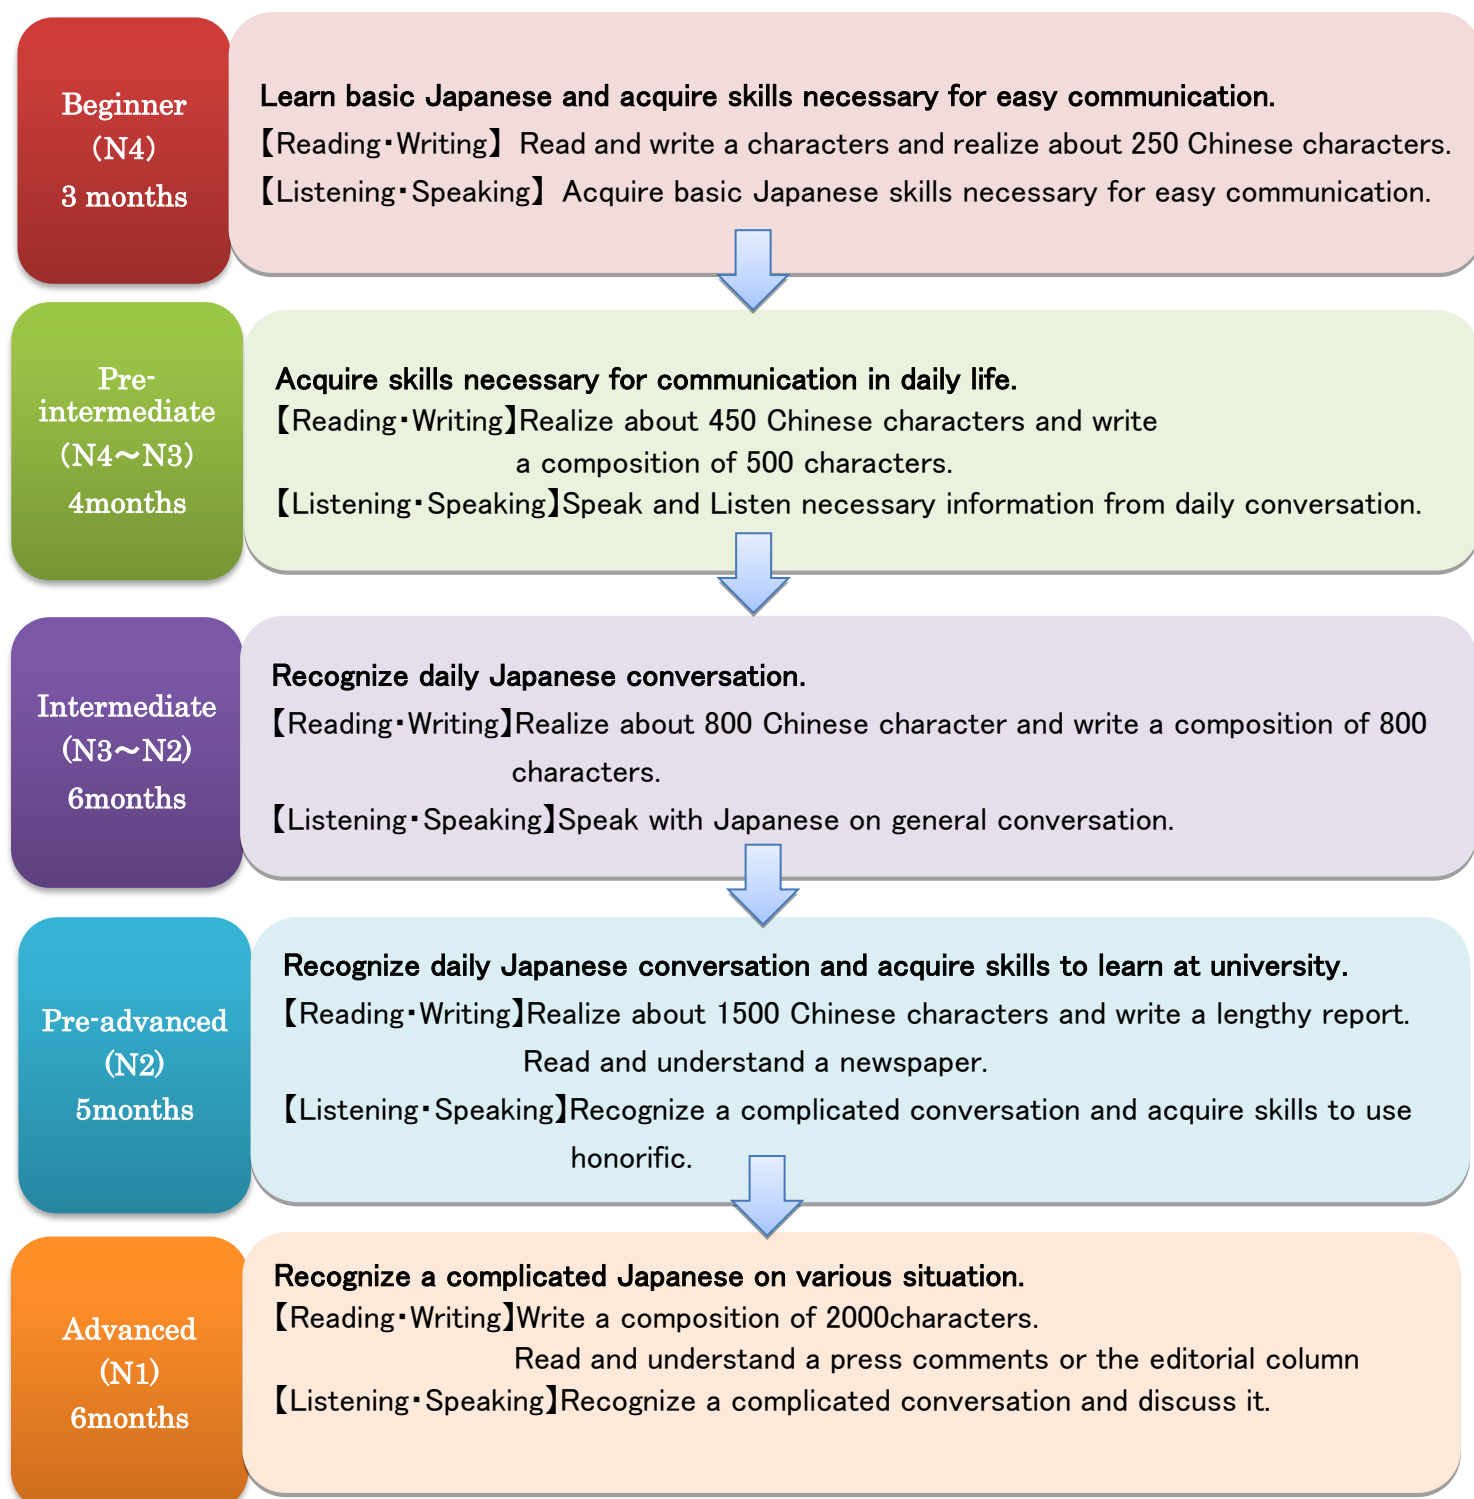 Beginner
(N4)
3 months
Learn basic Japanese and acquire skills necessary for easy communication.
【Reading・Writing】 Read and write a characters and realize about 250 Chinese characters.
【Listening・Speaking】 Acquire basic Japanese skills necessary for easy communication.
Pre-
intermediate
(N4～N3)
4months
Acquire skills necessary for communication in daily life.
【Reading・Writing】Realize about 450 Chinese characters and write
a composition of 500 characters.
【Listening・Speaking】Speak and Listen necessary information from daily conversation.
Intermediate
(N3～N2)
6months
Recognize daily Japanese conversation.
【Reading・Writing】Realize about 800 Chinese character and write a composition of 800
characters.
【Listening・Speaking】Speak with Japanese on general conversation.
Pre-advanced
(N2)
5months
Recognize daily Japanese conversation and acquire skills to learn at university.
【Reading・Writing】Realize about 1500 Chinese characters and write a lengthy report.
Read and understand a newspaper.
【Listening・Speaking】Recognize a complicated conversation and acquire skills to use
honorific.
Advanced
(N1)
6months
Recognize a complicated Japanese on various situation.
【Reading・Writing】Write a composition of 2000characters.
Read and understand a press comments or the editorial column
【Listening・Speaking】Recognize a complicated conversation and discuss it.